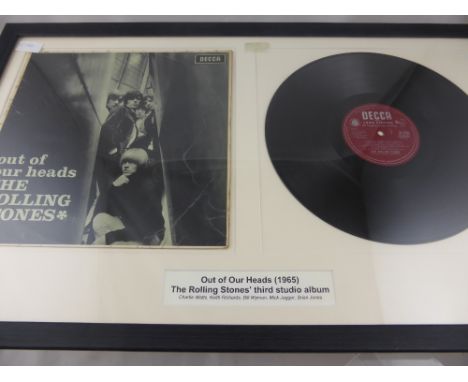 DECCA
out of
our heads
THE
ROLLING
STONES
DECCA
Out of Our Heads (1965)
The Rolling Stones' third studio album
Charlie Watts, Keith Richards, Bill Wyman, Mick Jagger, Brian Jones